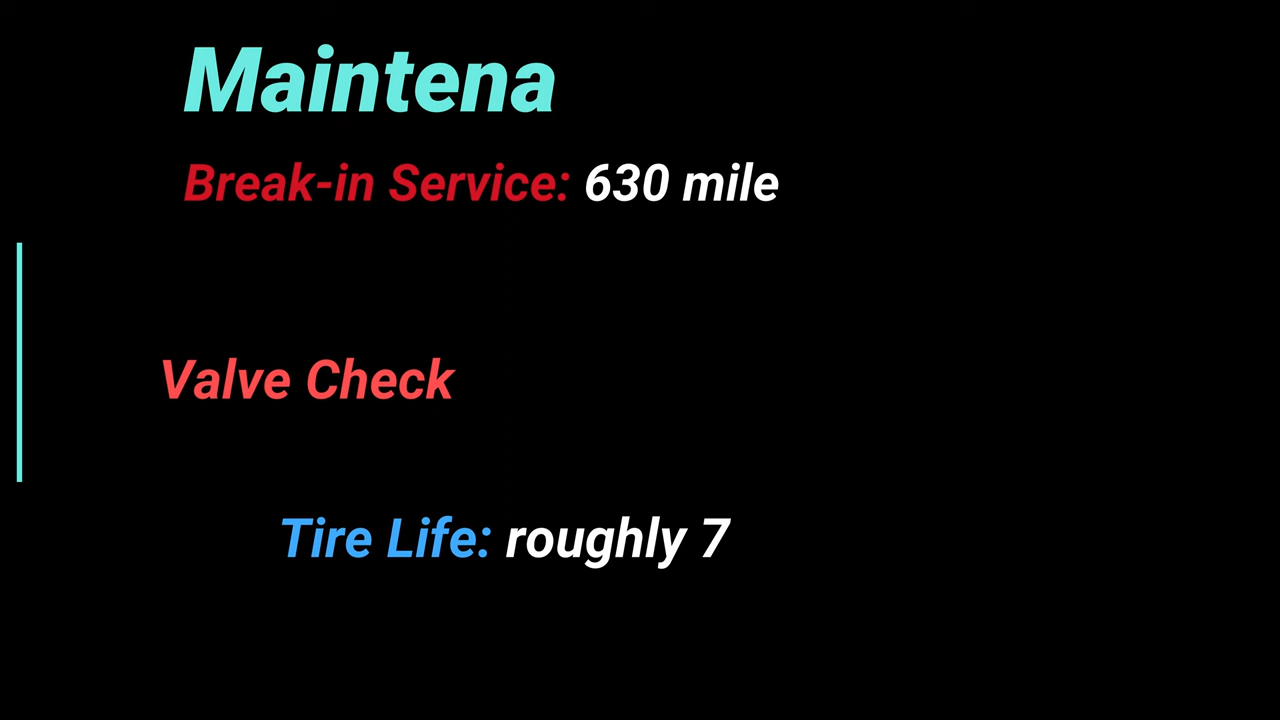 Maintena
Break-in Service: 630 mile
Valve Check
Tire Life: roughly 7